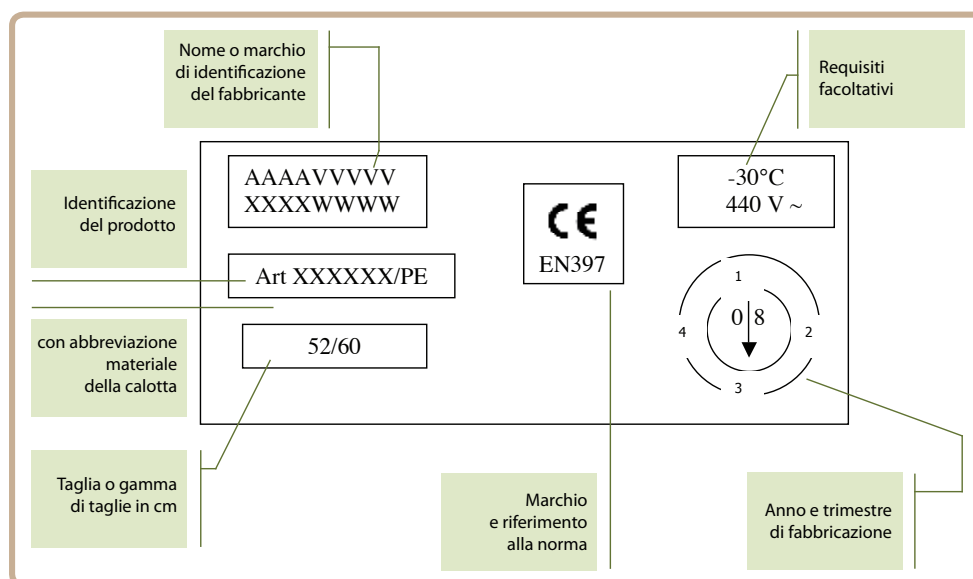 Nome o marchio
di identificazione
del fabbricante
Requisiti
facoltativi
Identificazione
del prodotto
con abbreviazione
materiale
della calotta
Taglia o gamma
di taglie in cm
AAAAVVVVV
XXXXWWWW
Art XXXXXX/PE
52/60
CE
EN397
-30°C
440 V ~
1
0 8
4
2
3
Marchio
e riferimento
alla norma
Anno e trimestre
di fabbricazione